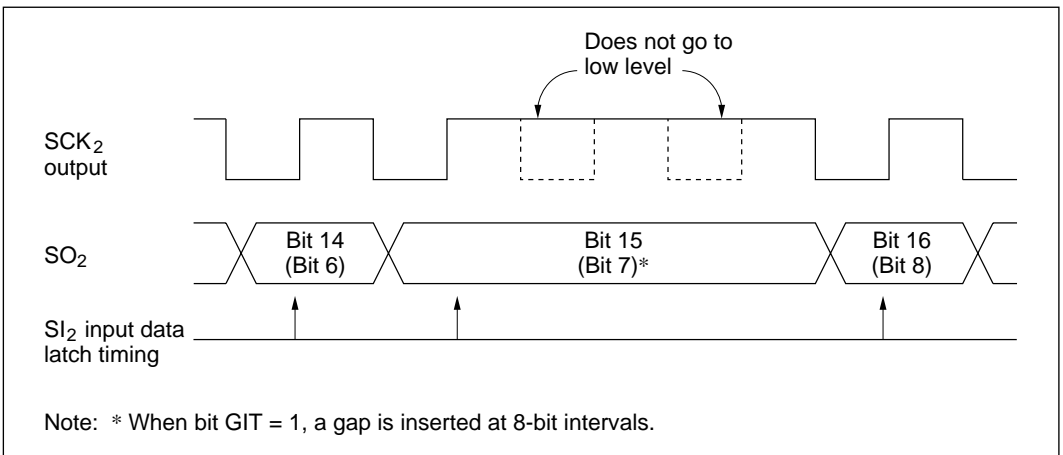 Does not go to
low level
SCK2
output
SO2
Bit 14
(Bit 6)
Bit 15
(Bit 7)*
Bit 16
(Bit 8)
SI2 input data
latch timing
Note: * When bit GIT = 1, a gap is inserted at 8-bit intervals.